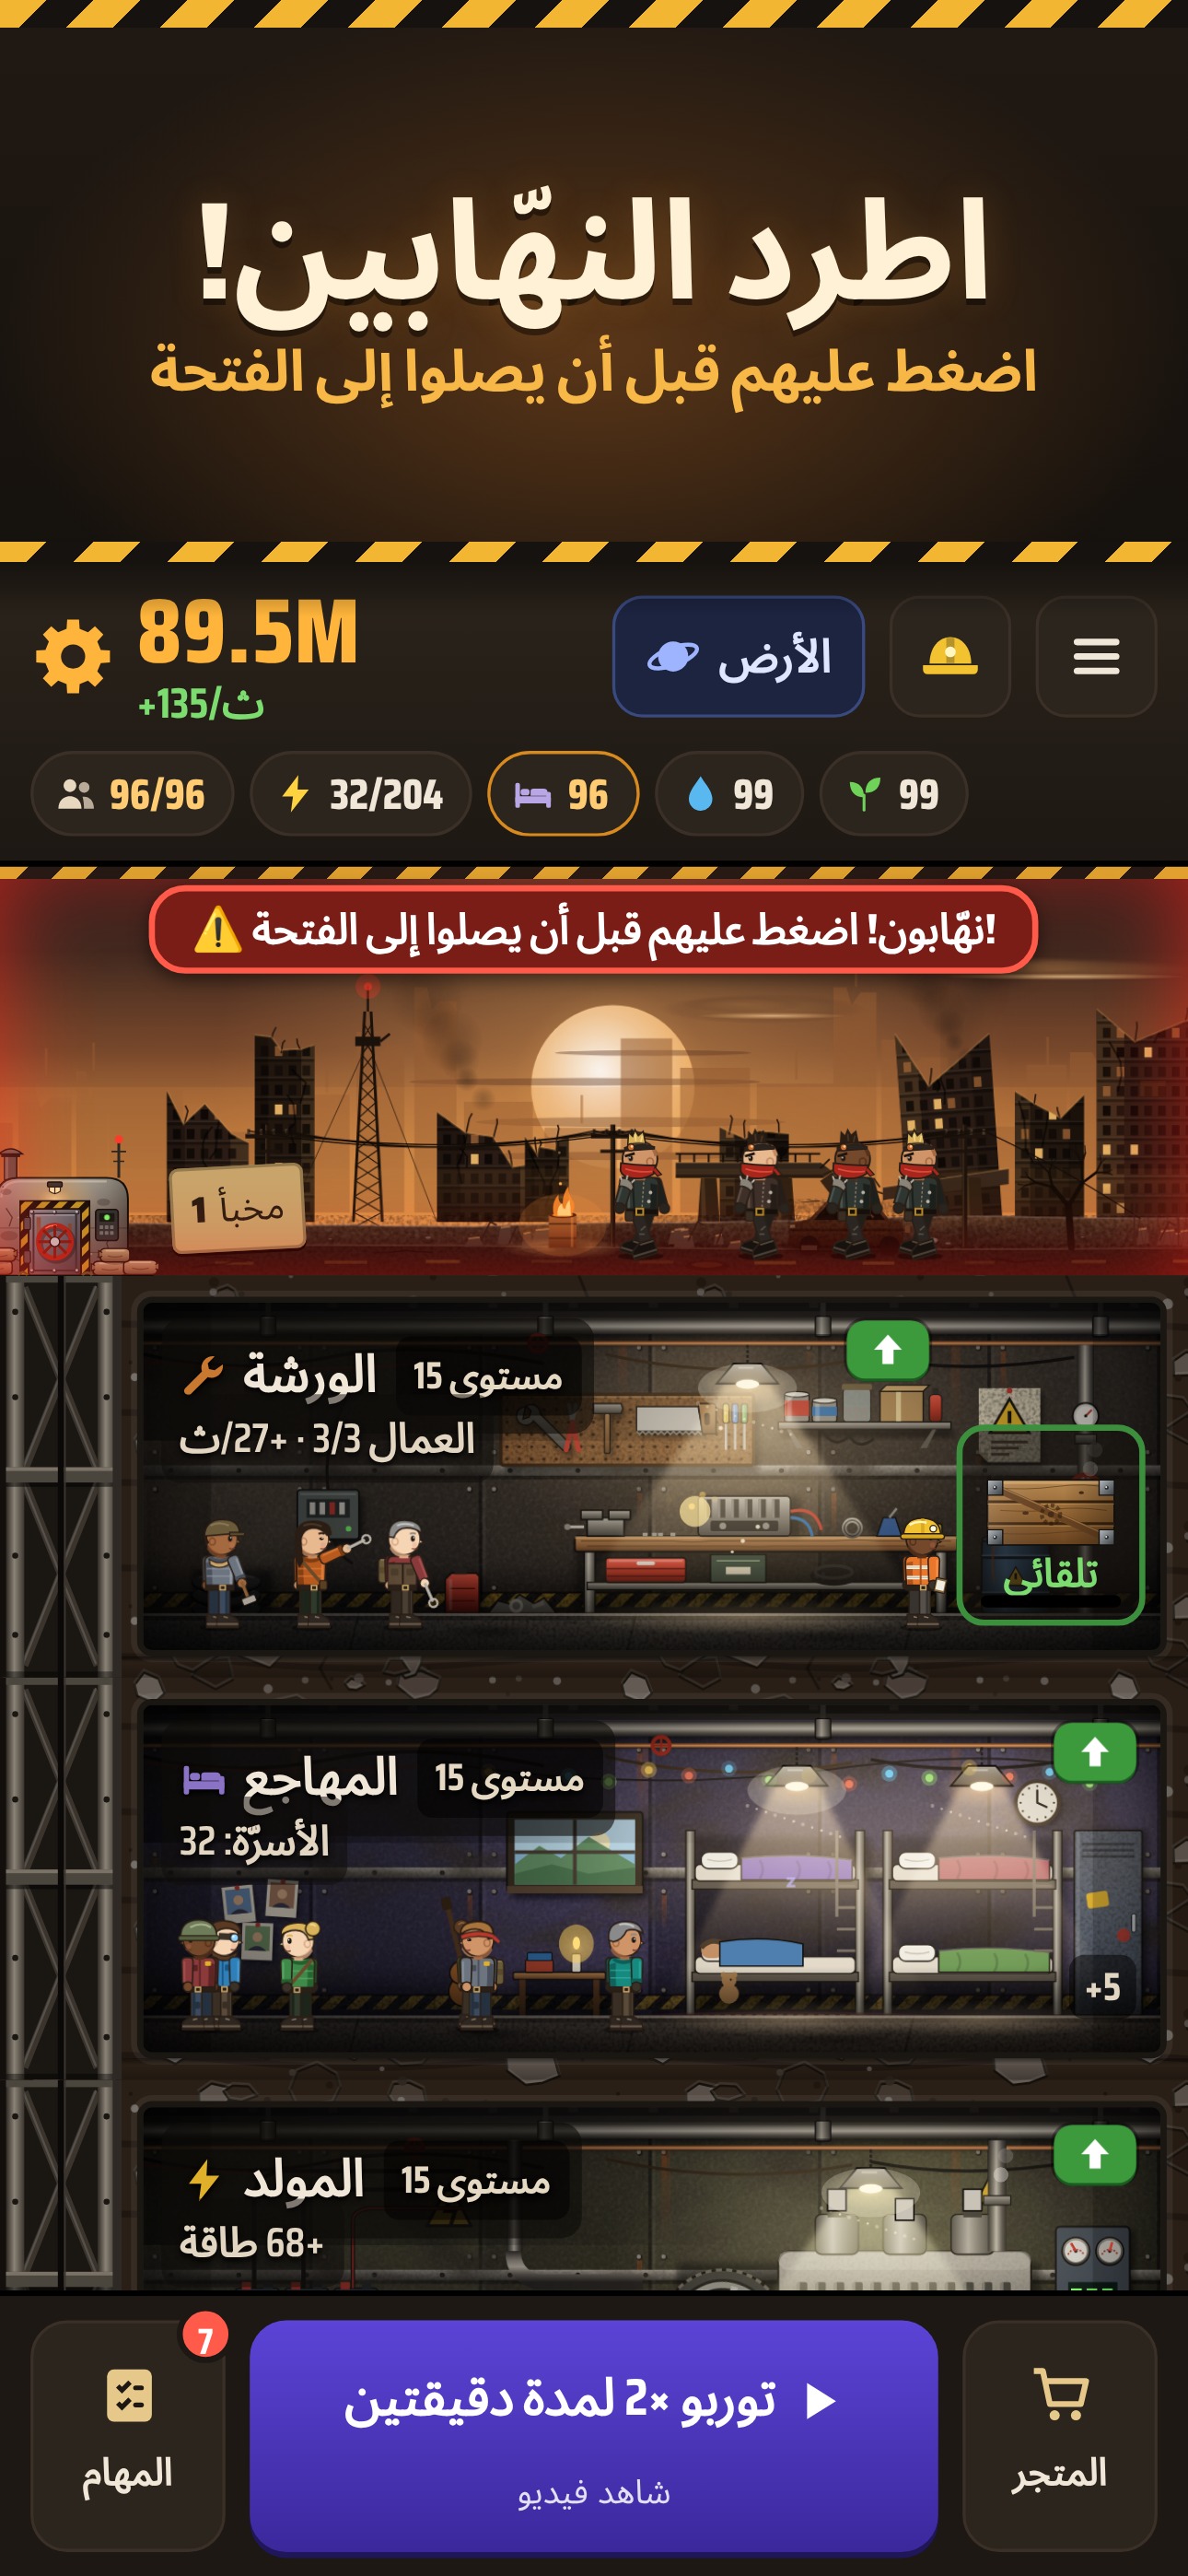 اطرد النهّابين!
اضغط عليهم قبل أن يصلوا إلى الفتحة
89.5M
+135/ث
الأرض
96/96
32/204
96
99
99
!نهّابون! اضغط عليهم قبل أن يصلوا إلى الفتحة ⚠️
مخبأ 1
الورشة
مستوى 15
العمال 3/3 · +27/ث
تلقائي
المهاجع
مستوى 15
الأسرّة: 32
z
+5
المولد
مستوى 15
+68 طاقة
7
المهام
توربو ×2 لمدة دقيقتين
شاهد فيديو
المتجر